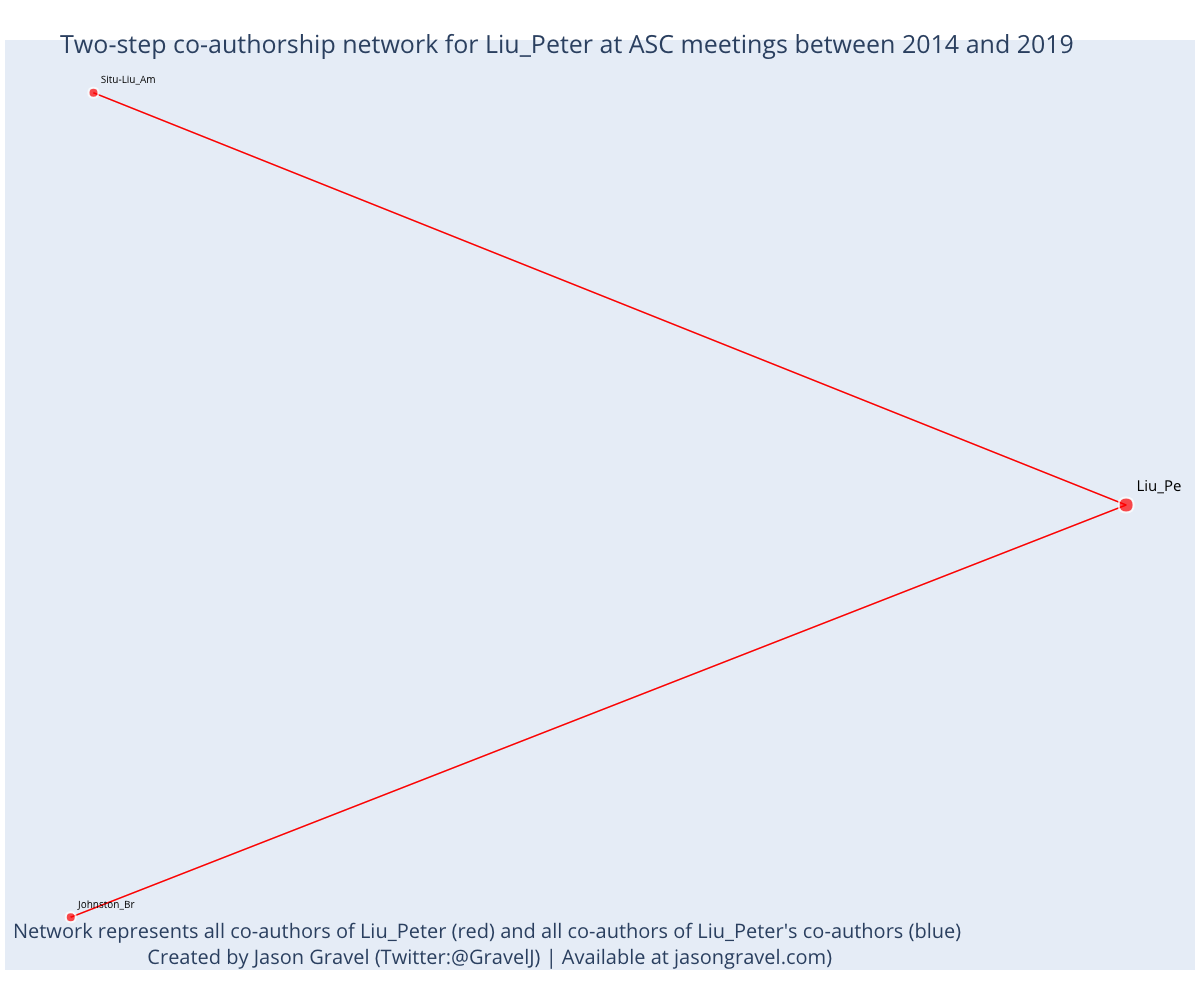 Two-step co-authorship network for Liu_Peter at ASC meetings between 2014 and 2019
Situ-Liu_Am
Liu_Pe
Johnston_Br
Network represents all co-authors of Liu_Peter (red) and all co-authors of Liu_Peter's co-authors (blue)
Created by Jason Gravel (Twitter:@GravelJ) | Available at jasongravel.com)